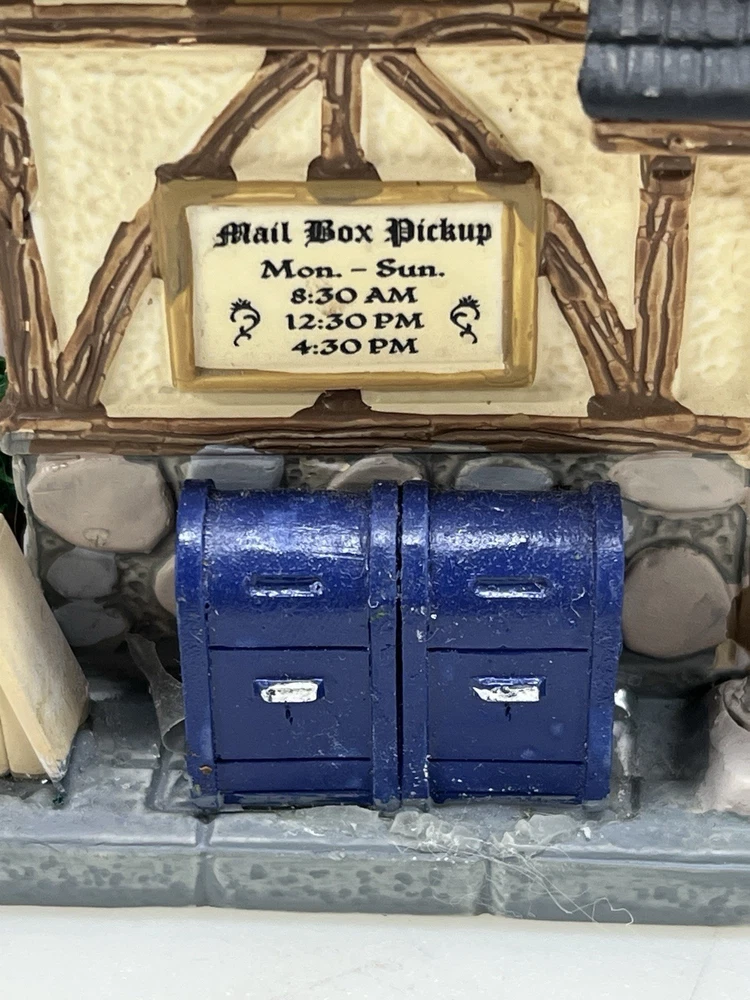 Mail Box Pickup
Mon. – Sun.
8:30 AM
12:30 PM
4:30 PM